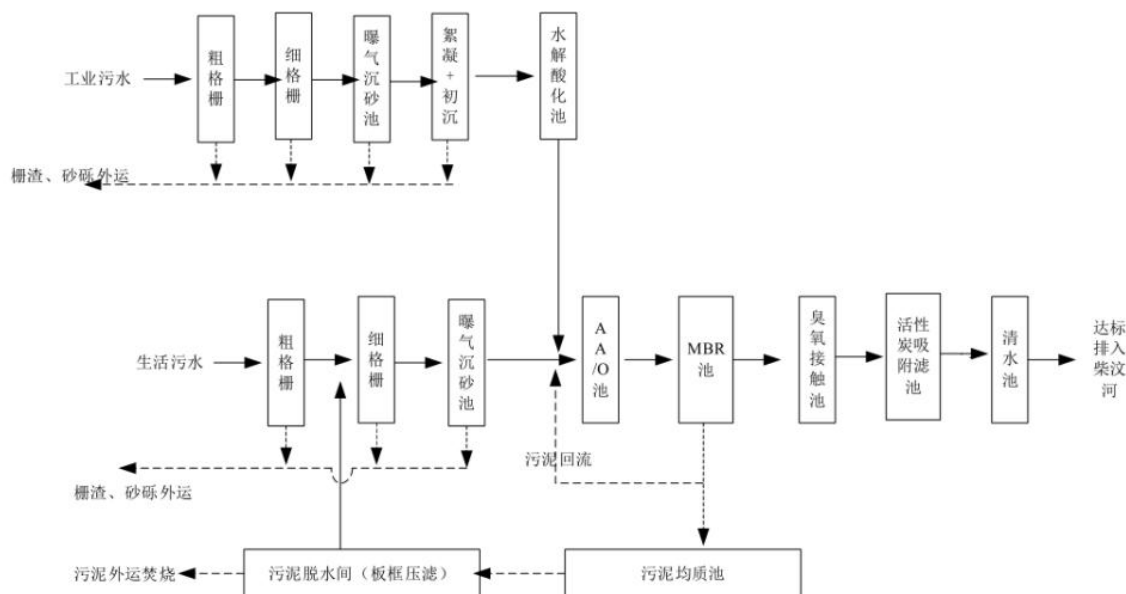 工业污水
粗格栅
细格栅
曝气沉砂池
絮凝+初沉
水解酸化池
栅渣、砂砾外运
生活污水
粗格栅
细格栅
曝气沉砂池
AA/O池
MBR
池
臭氧接触池
活性
炭吸
附滤
池
清水池
达标
排入
柴汶
河
污泥回流
栅渣、砂砾外运
污泥外运焚烧
污泥脱水间（板框压滤）
污泥均质池